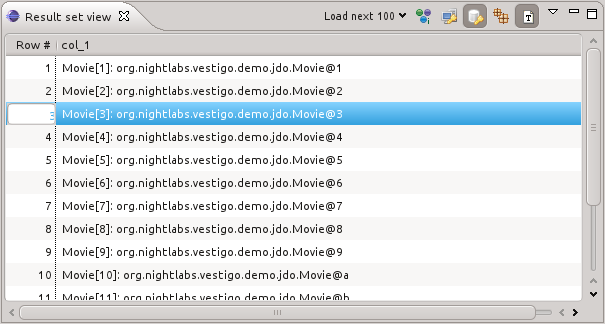 Result set view Load next 100
Row # col_1
1 Movie[1]: org.nightlabs.vestigo.demo.jdo.Movie@1
2 Movie[2]: org.nightlabs.vestigo.demo.jdo.Movie@2
3 Movie[3]: org.nightlabs.vestigo.demo.jdo.Movie@3
4 Movie[4]: org.nightlabs.vestigo.demo.jdo.Movie@4
5 Movie[5]: org.nightlabs.vestigo.demo.jdo.Movie@5
6 Movie[6]: org.nightlabs.vestigo.demo.jdo.Movie@6
7 Movie[7]: org.nightlabs.vestigo.demo.jdo.Movie@7
8 Movie[8]: org.nightlabs.vestigo.demo.jdo.Movie@8
9 Movie[9]: org.nightlabs.vestigo.demo.jdo.Movie@9
10 Movie[10]: org.nightlabs.vestigo.demo.jdo.Movie@a
11 Movie[11]: org.nightlabs.vestigo.demo.jdo.Movie@b